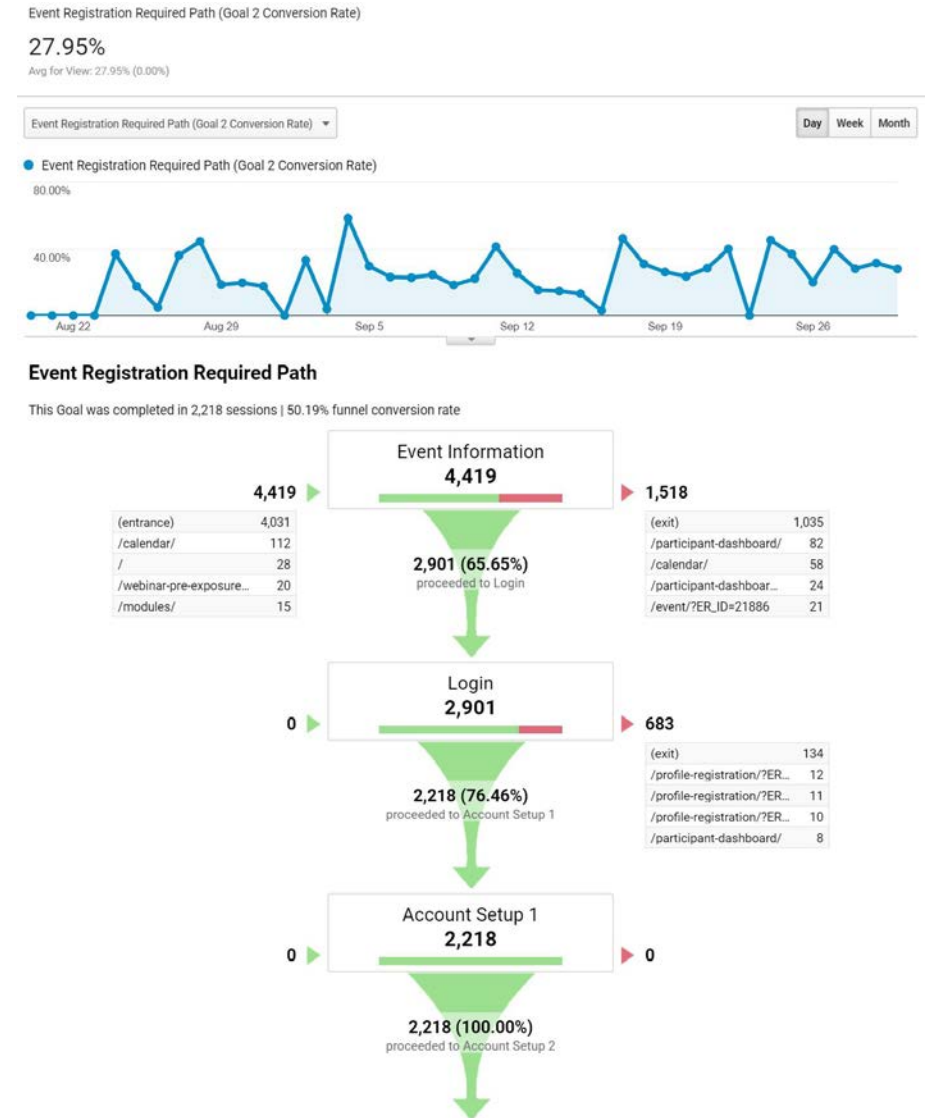 Event Registration Required Path (Goal 2 Conversion Rate)
27.95%
Avg for View: 27.95% (0.00%)
Event Registration Required Path (Goal 2 Conversion Rate)
Day Week Month
Event Registration Required Path (Goal 2 Conversion Rate)
80.00%
40.00%
Aug 22 Aug 29 Sep 5 Sep 12 Sep 19 Sep 26
Event Registration Required Path
This Goal was completed in 2,218 sessions | 50.19% funnel conversion rate
Event Information
4,419
4,419
(entrance) 4,031
/calendar/ 112
/ 28
/webinar-pre-exposure... 20
/modules/ 15
1,518
(exit) 1,035
/participant-dashboard/ 82
/calendar/ 58
/participant-dashboar... 24
/event/?ER_ID=21886 21
2,901 (65.65%)
proceeded to Login
Login
2,901
0
683
(exit) 134
/profile-registration/?ER... 12
/profile-registration/?ER... 11
/profile-registration/?ER... 10
/participant-dashboard/ 8
2,218 (76.46%)
proceeded to Account Setup 1
Account Setup 1
2,218
0
0
2,218 (100.00%)
proceeded to Account Setup 2